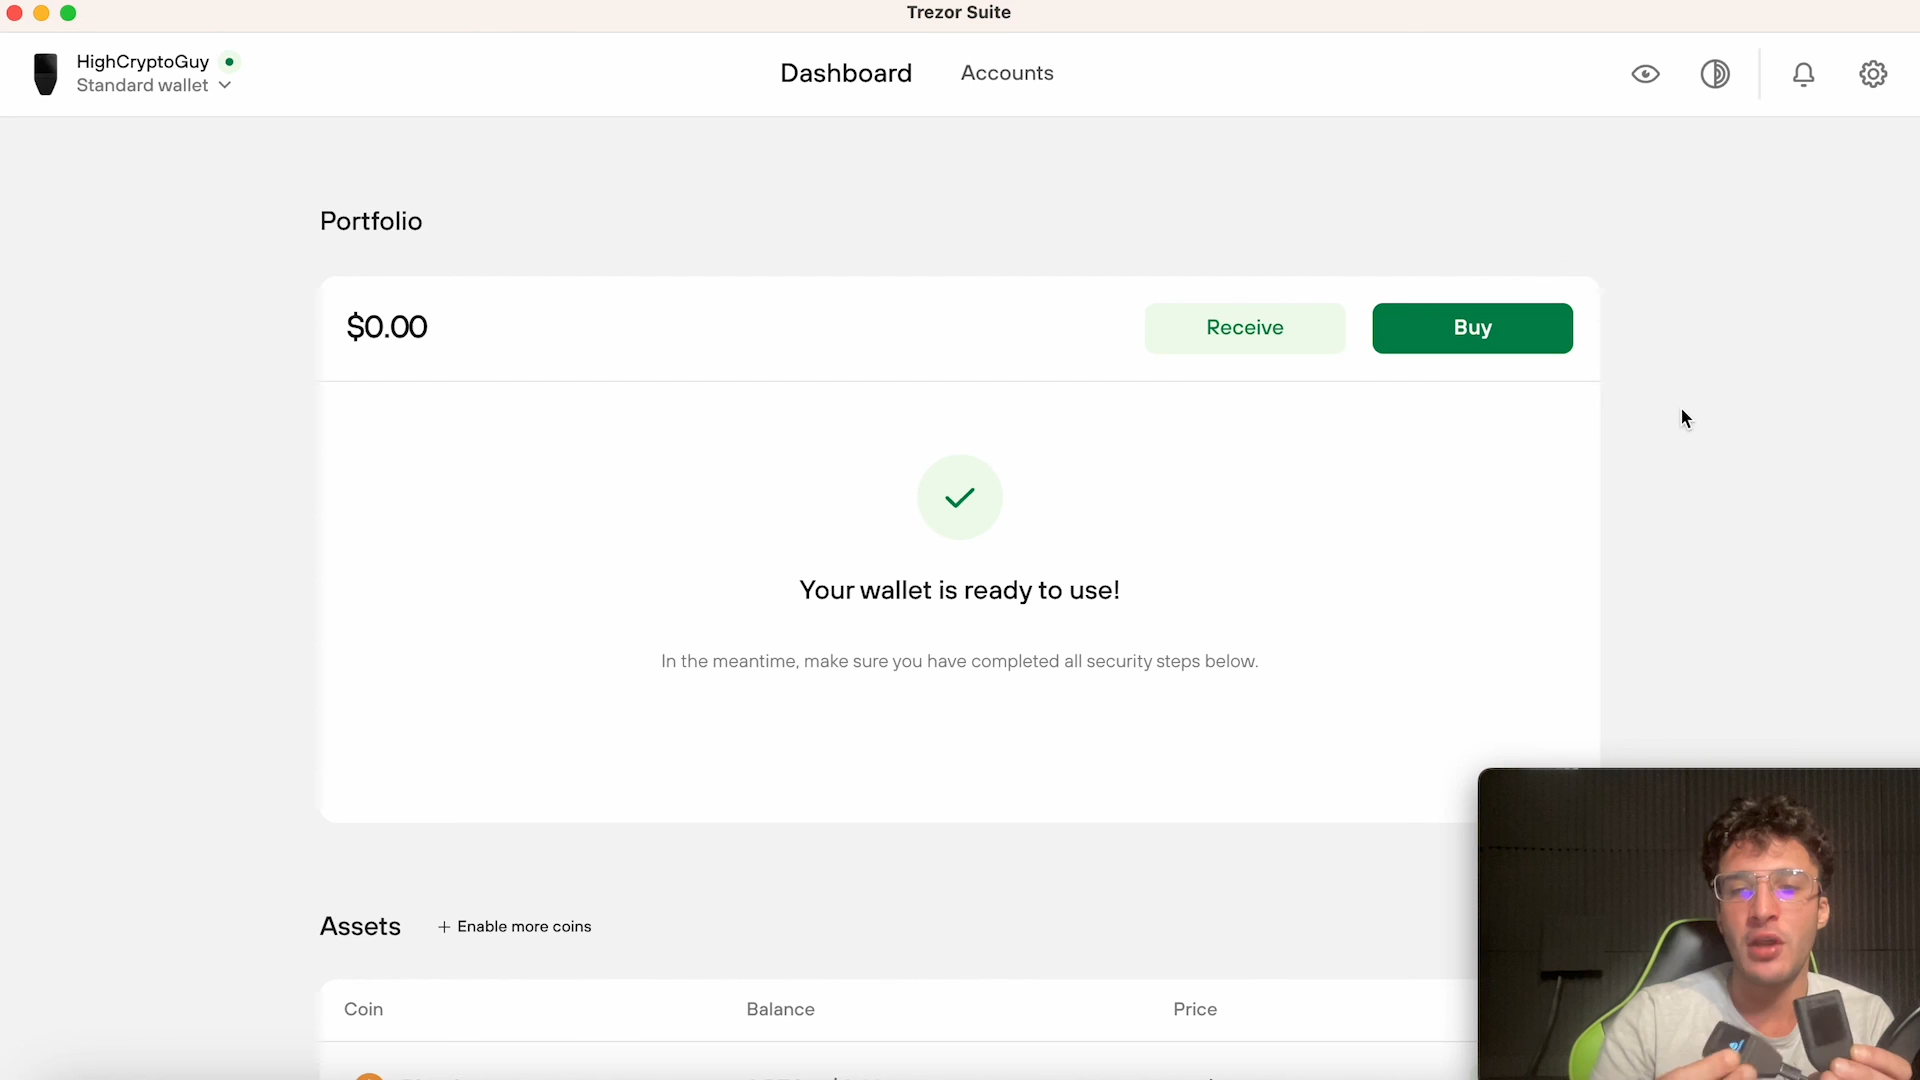 Trezor Suite
HighCryptoGuy
Standard wallet
Dashboard
Accounts
Portfolio
$0.00
Receive
Buy
Your wallet is ready to use!
In the meantime, make sure you have completed all security steps below.
Assets
+ Enable more coins
Coin
Balance
Price